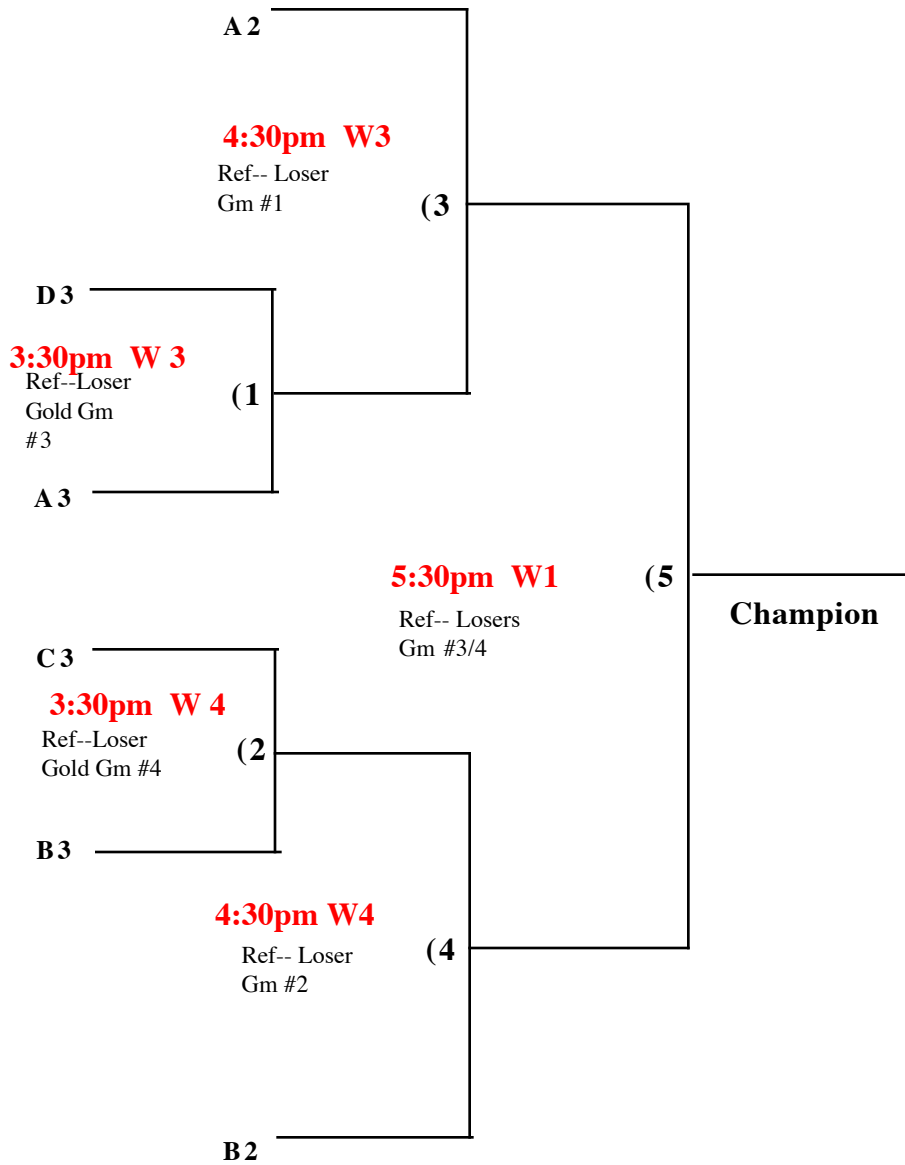 A 2
4:30pm W3
Ref-- Loser
Gm #1
(3
D 3
3:30pm W 3
Ref--Loser
Gold Gm
#3
(1
A 3
5:30pm W1
Ref-- Losers
Gm #3/4
(5
Champion
C 3
3:30pm W 4
Ref--Loser
Gold Gm #4
(2
B 3
4:30pm W4
Ref-- Loser
Gm #2
(4
B 2